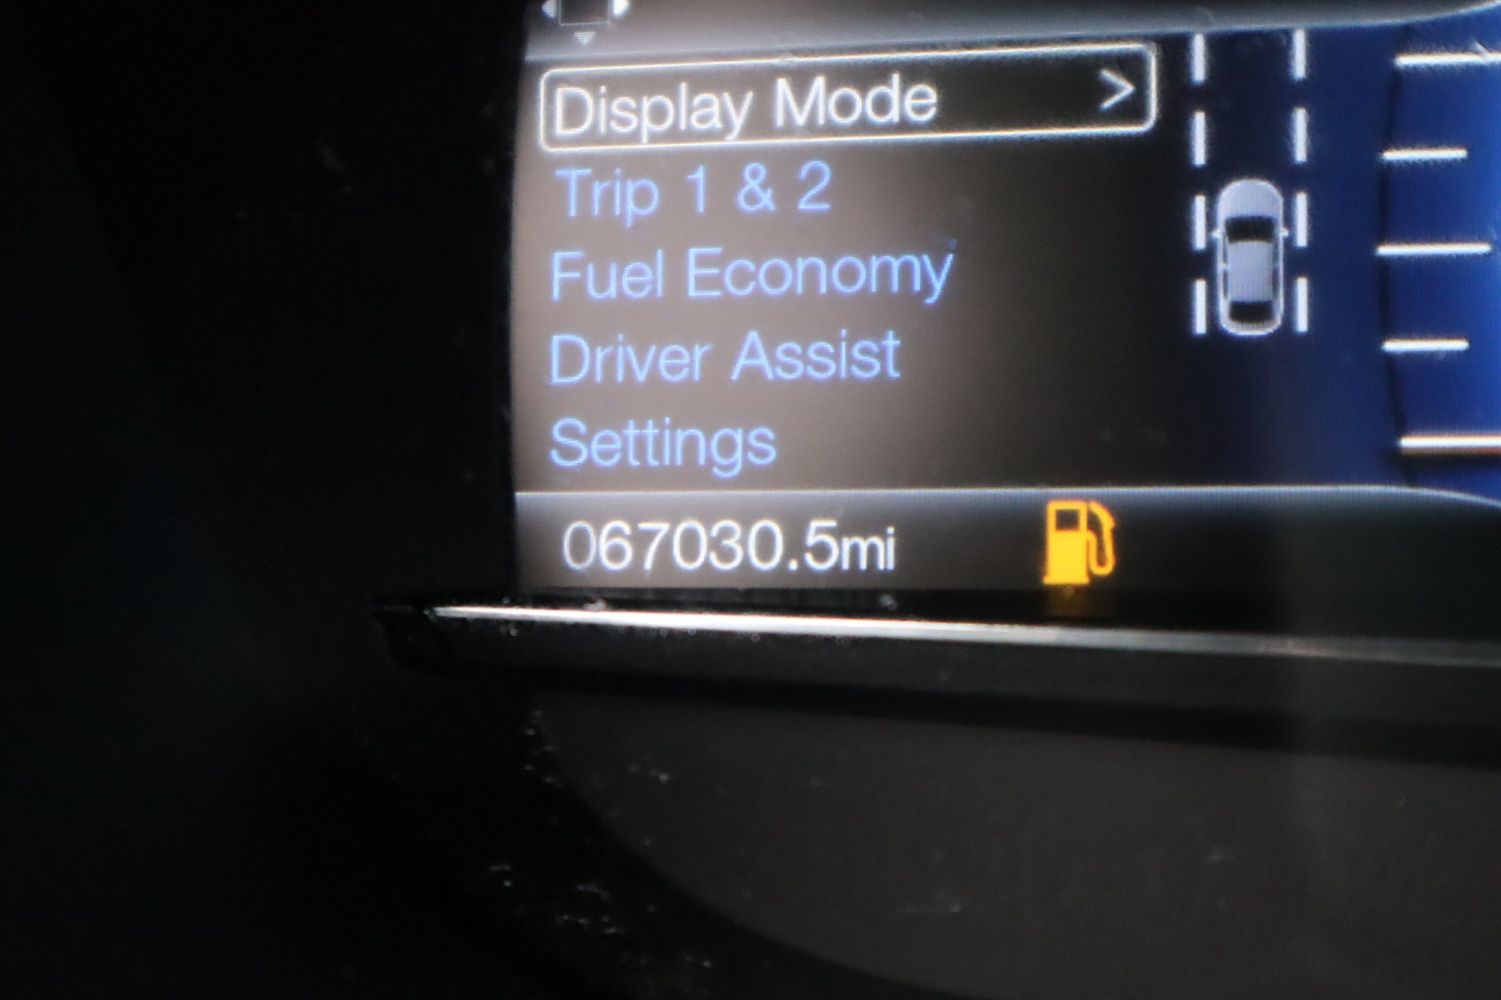 Display Mode >
Trip 1 & 2
Fuel Economy
Driver Assist
Settings
067030.5mi